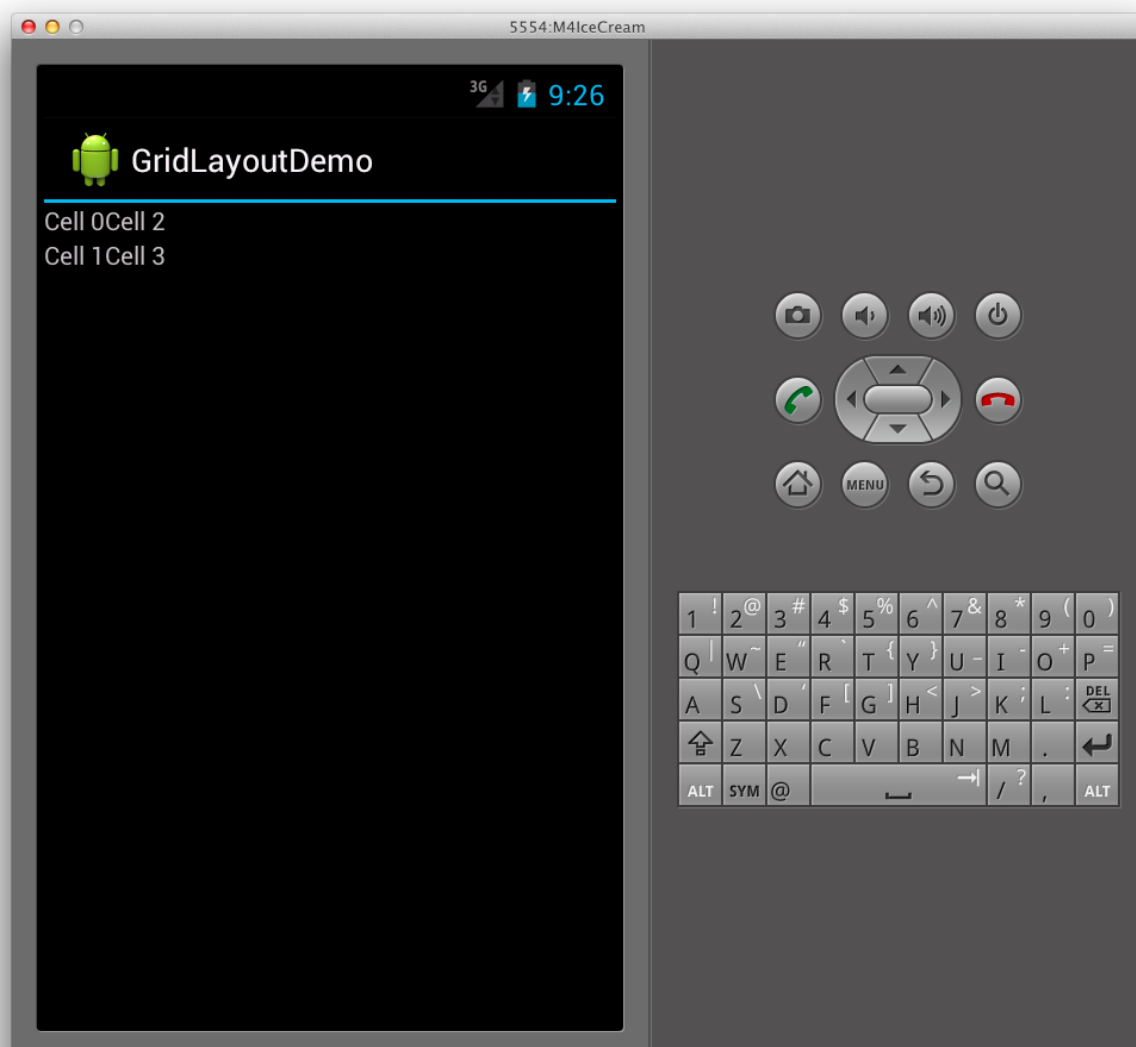 5554:M4IceCream
3G 9:26
GridLayoutDemo
Cell 0Cell 2
Cell 1Cell 3
MENU
1 ! 2 @ 3 # 4 $ 5 % 6 ^ 7 & 8 * 9 ( 0 )
Q | W ~ E “ R ` T { Y } U _ I - O + P =
A S \ D ‘ F [ G ] H < J > K ; L : DEL
Z X C V B N M .
ALT SYM @ / ? , ALT